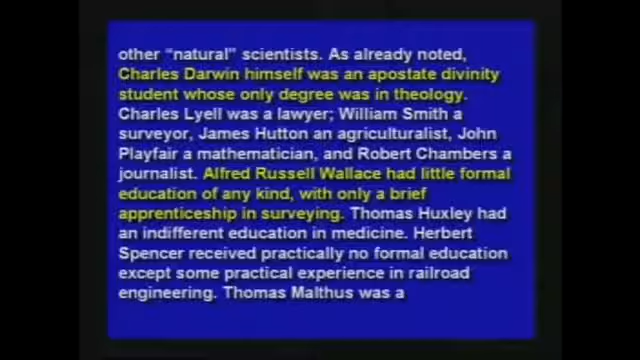 other “natural” scientists. As already noted,
Charles Darwin himself was an apostate divinity
student whose only degree was in theology.
Charles Lyell was a lawyer; William Smith a
surveyor, James Hutton an agriculturalist, John
Playfair a mathematician, and Robert Chambers a
journalist. Alfred Russell Wallace had little formal
education of any kind, with only a brief
apprenticeship in surveying. Thomas Huxley had
an indifferent education in medicine. Herbert
Spencer received practically no formal education
except some practical experience in railroad
engineering. Thomas Malthus was a